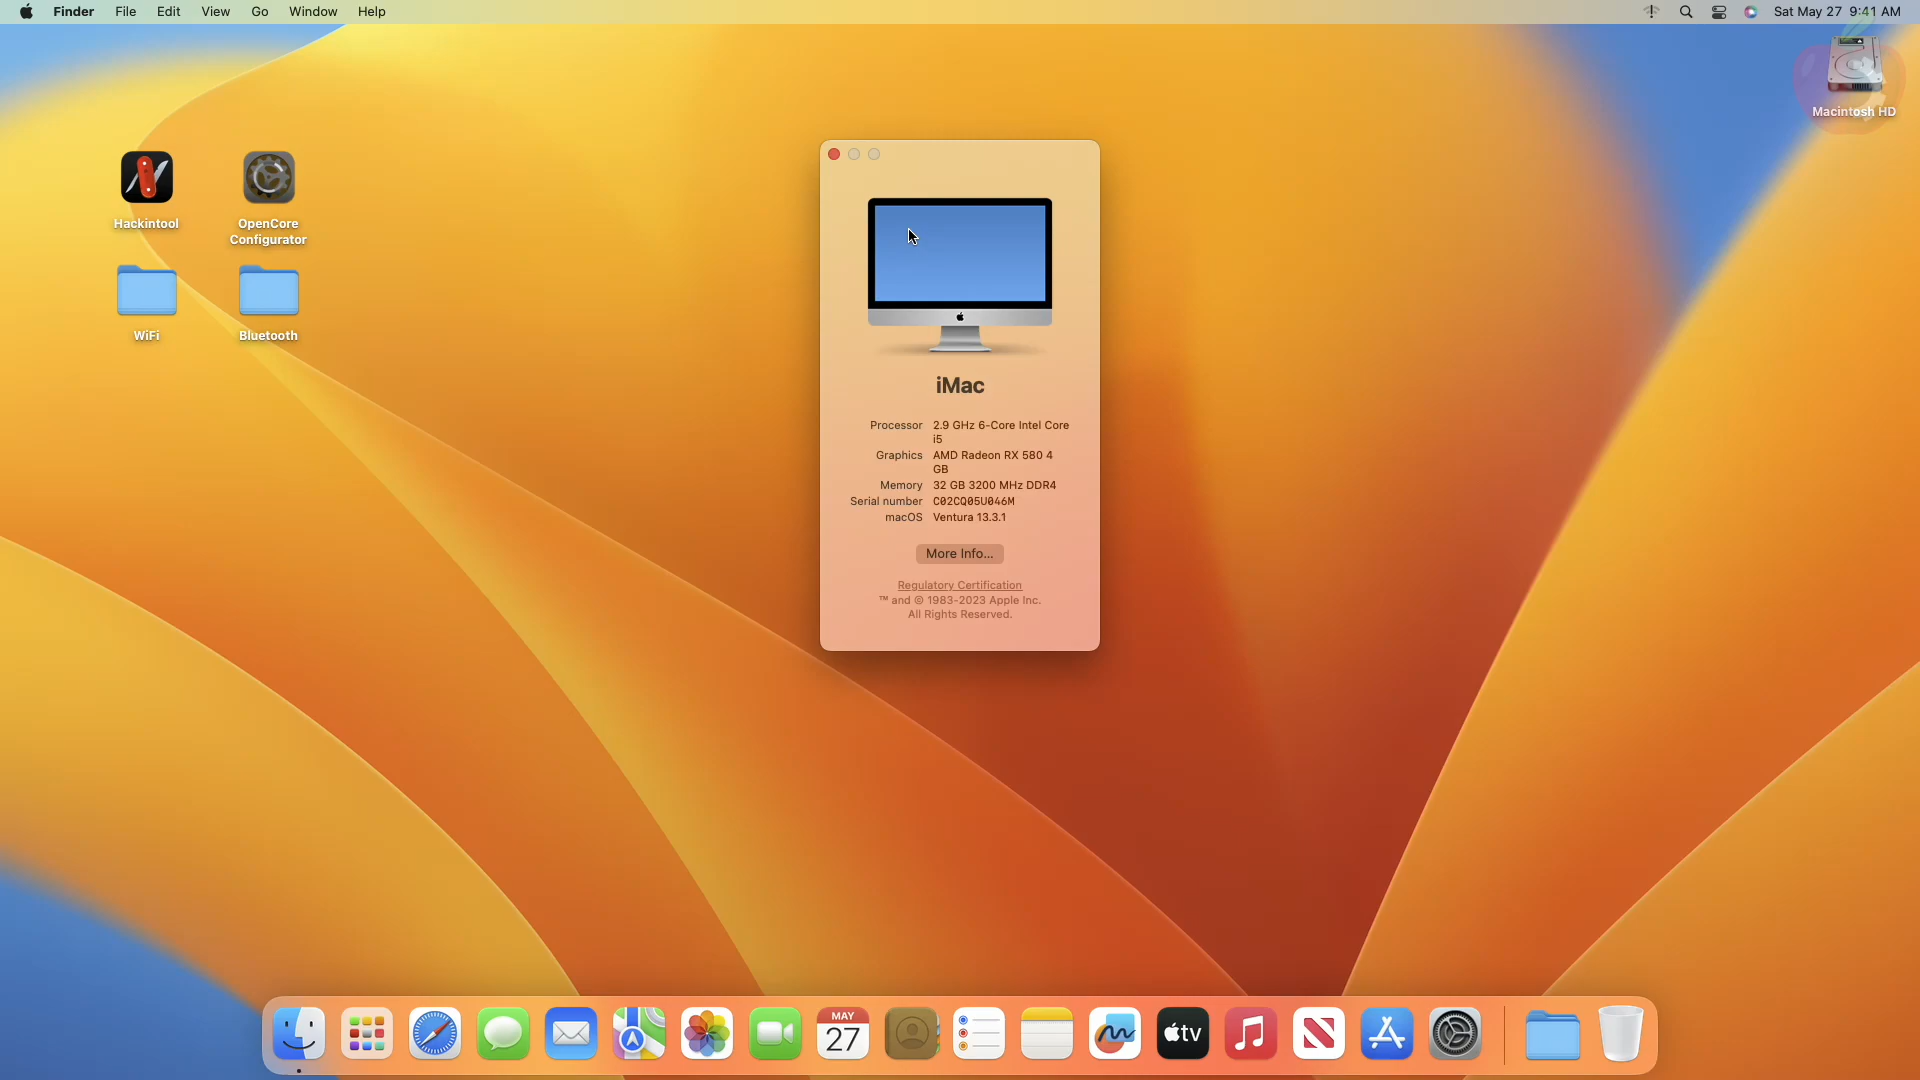 Finder File Edit View Go Window Help
Sat May 27 9:41 AM
Macintosh HD
Hackintool
OpenCore
Configurator
WiFi
Bluetooth
iMac
Processor 2.9 GHz 6-Core Intel Core
i5
Graphics AMD Radeon RX 580 4
GB
Memory 32 GB 3200 MHz DDR4
Serial number C02CQ05U046M
macOS Ventura 13.3.1
More Info...
Regulatory Certification
™ and © 1983-2023 Apple Inc.
All Rights Reserved.
MAY
27
tv